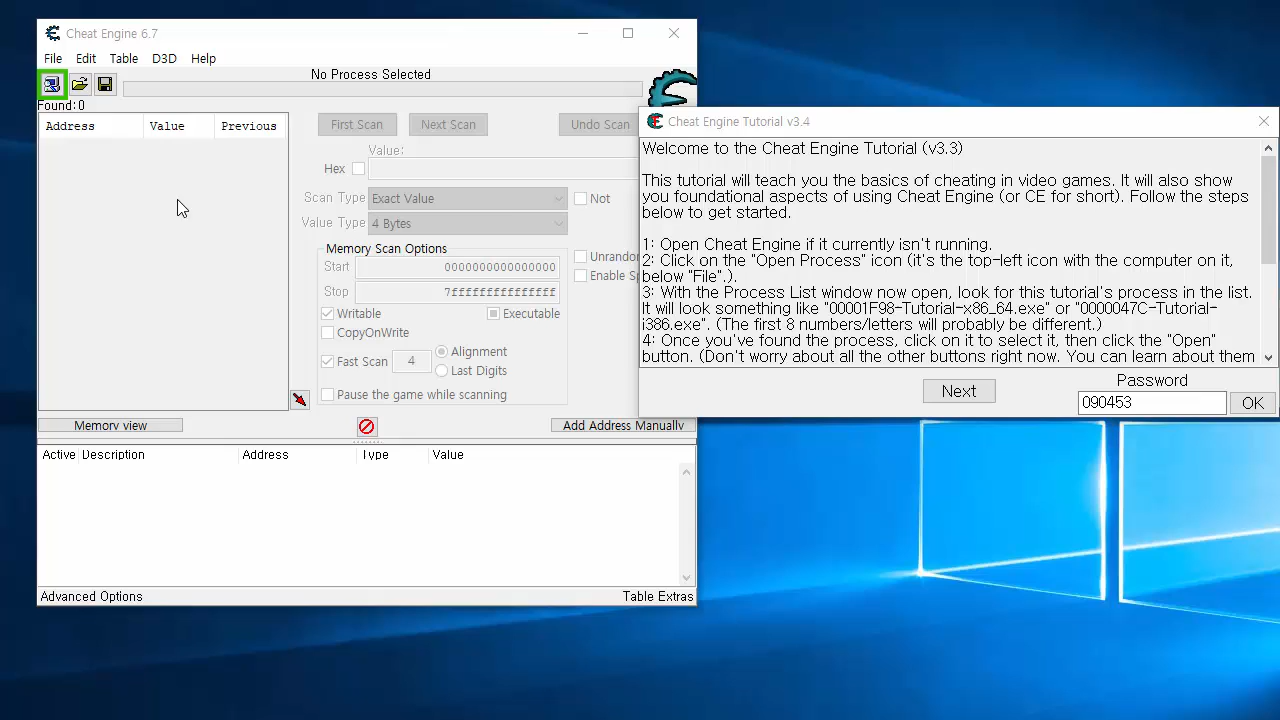 Cheat Engine 6.7
File Edit Table D3D Help
No Process Selected
Found: 0
Address Value Previous
First Scan Next Scan Undo Scan
Value:
Hex
Scan Type Exact Value Not
Value Type 4 Bytes
Memory Scan Options
Start 0000000000000000
Stop 7fffffffffffffff
Unrandor
Enable Sp
Writable Executable
CopyOnWrite
Fast Scan 4 Alignment
Last Digits
Pause the game while scanning
Memory view Add Address Manually
Active Description Address Type Value
Advanced Options Table Extras
Cheat Engine Tutorial v3.4
Welcome to the Cheat Engine Tutorial (v3.3)
This tutorial will teach you the basics of cheating in video games. It will also show
you foundational aspects of using Cheat Engine (or CE for short). Follow the steps
below to get started.
1: Open Cheat Engine if it currently isn't running.
2: Click on the "Open Process" icon (it's the top-left icon with the computer on it,
below "File".).
3: With the Process List window now open, look for this tutorial's process in the list.
It will look something like "00001F98-Tutorial-x86_64.exe" or "0000047C-Tutorial-
i386.exe". (The first 8 numbers/letters will probably be different.)
4: Once you've found the process, click on it to select it, then click the "Open"
button. (Don't worry about all the other buttons right now. You can learn about them
Next
Password
090453 OK